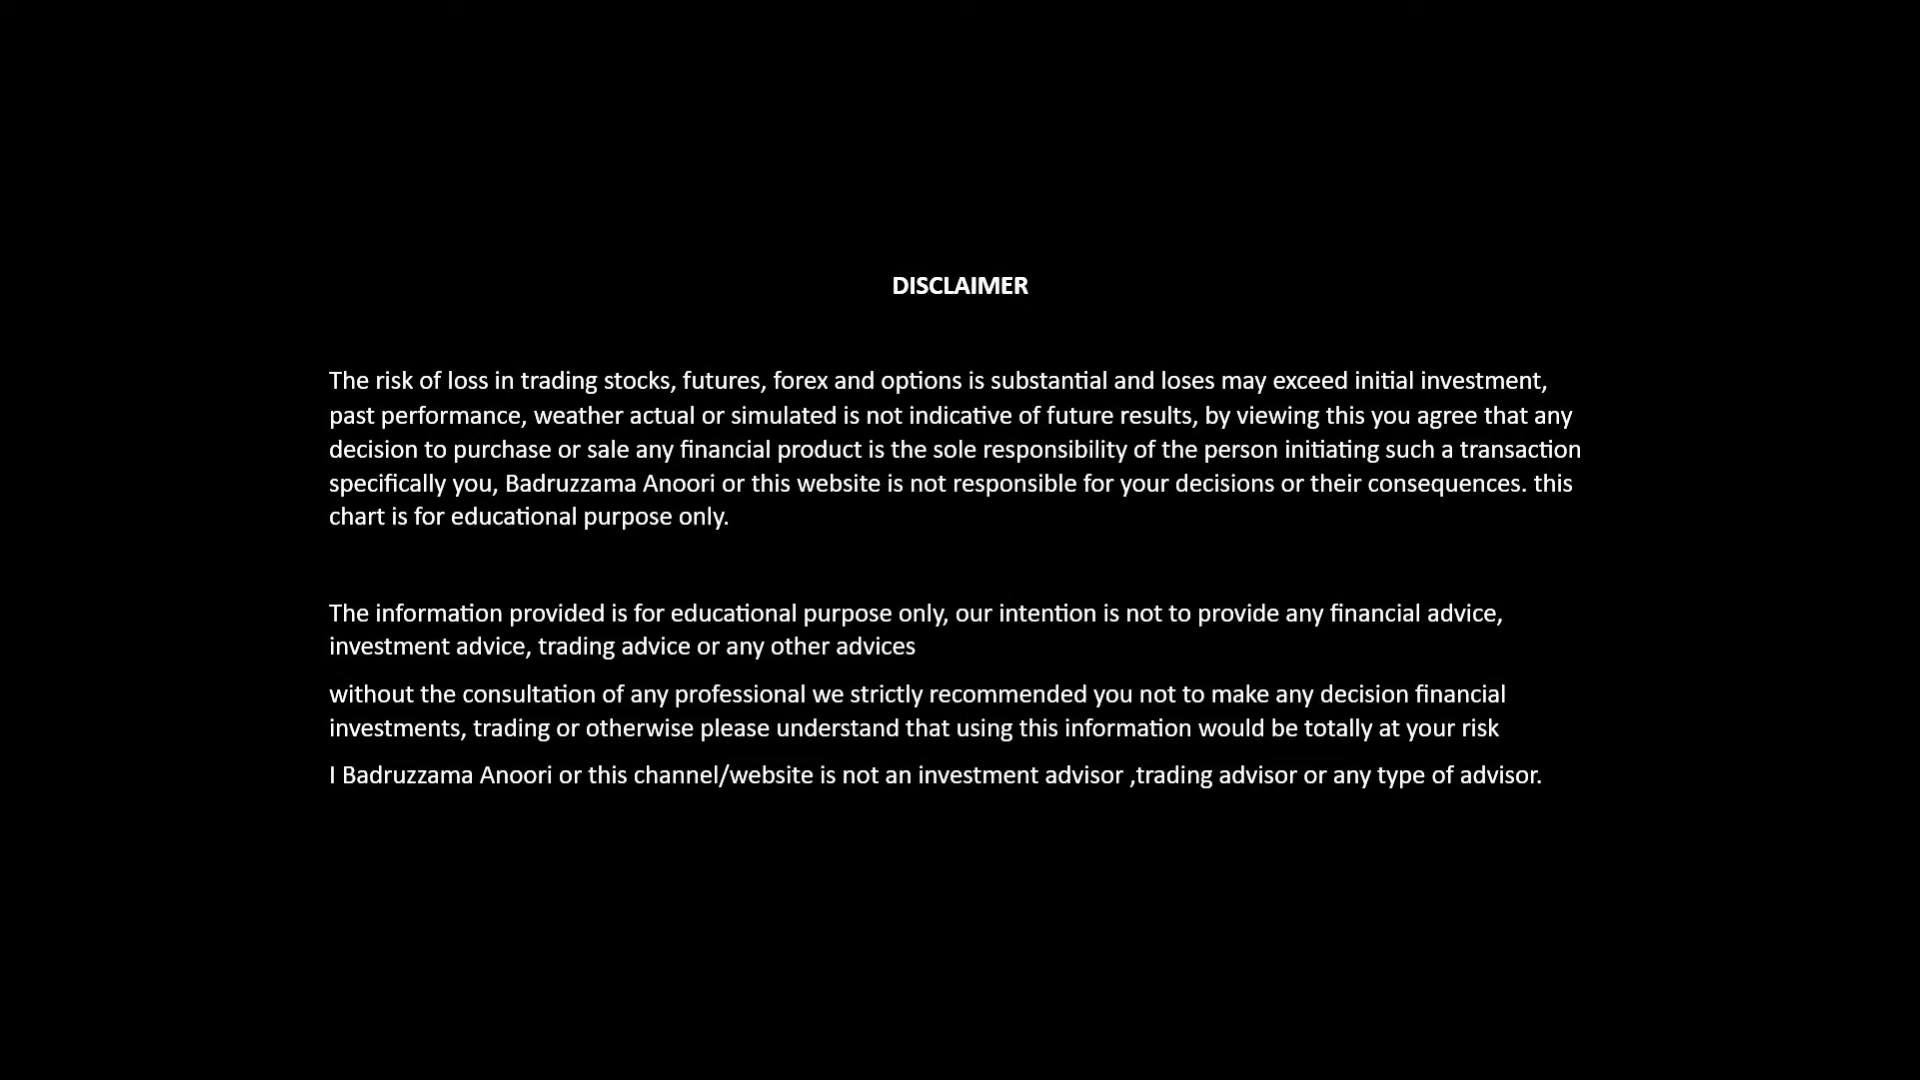 DISCLAIMER
The risk of loss in trading stocks, futures, forex and options is substantial and loses may exceed initial investment,
past performance, weather actual or simulated is not indicative of future results, by viewing this you agree that any
decision to purchase or sale any financial product is the sole responsibility of the person initiating such a transaction
specifically you, Badruzzama Anoori or this website is not responsible for your decisions or their consequences. this
chart is for educational purpose only.
The information provided is for educational purpose only, our intention is not to provide any financial advice,
investment advice, trading advice or any other advices
without the consultation of any professional we strictly recommended you not to make any decision financial
investments, trading or otherwise please understand that using this information would be totally at your risk
I Badruzzama Anoori or this channel/website is not an investment advisor ,trading advisor or any type of advisor.